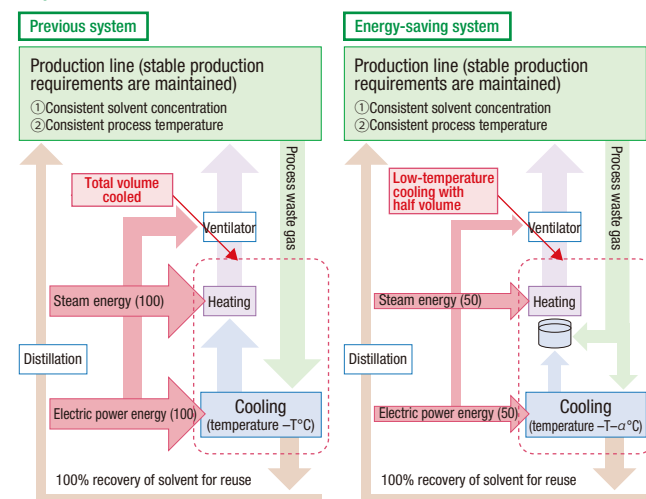 Previous system
Production line (stable production
requirements are maintained)
①Consistent solvent concentration
②Consistent process temperature
Total volume
cooled
Process waste gas
Ventilator
Steam energy (100)
Heating
Distillation
Electric power energy (100)
Cooling
(temperature –T°C)
100% recovery of solvent for reuse
Energy-saving system
Production line (stable production
requirements are maintained)
①Consistent solvent concentration
②Consistent process temperature
Low-temperature
cooling with
half volume
Process waste gas
Ventilator
Steam energy (50)
Heating
Distillation
Electric power energy (50)
Cooling
(temperature –T–α°C)
100% recovery of solvent for reuse